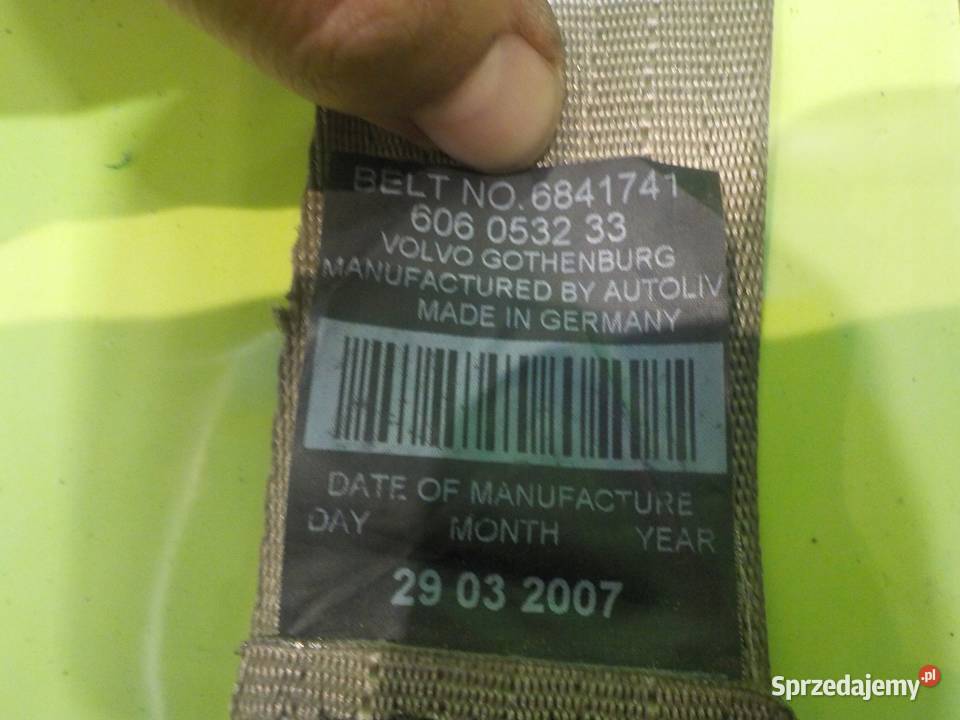 BELT NO. 6841741
606 0532 33
VOLVO GOTHENBURG
MANUFACTURED BY AUTOLIV
MADE IN GERMANY
DATE OF MANUFACTURE
DAY MONTH YEAR
29 03 2007
Sprzedajemy.pl